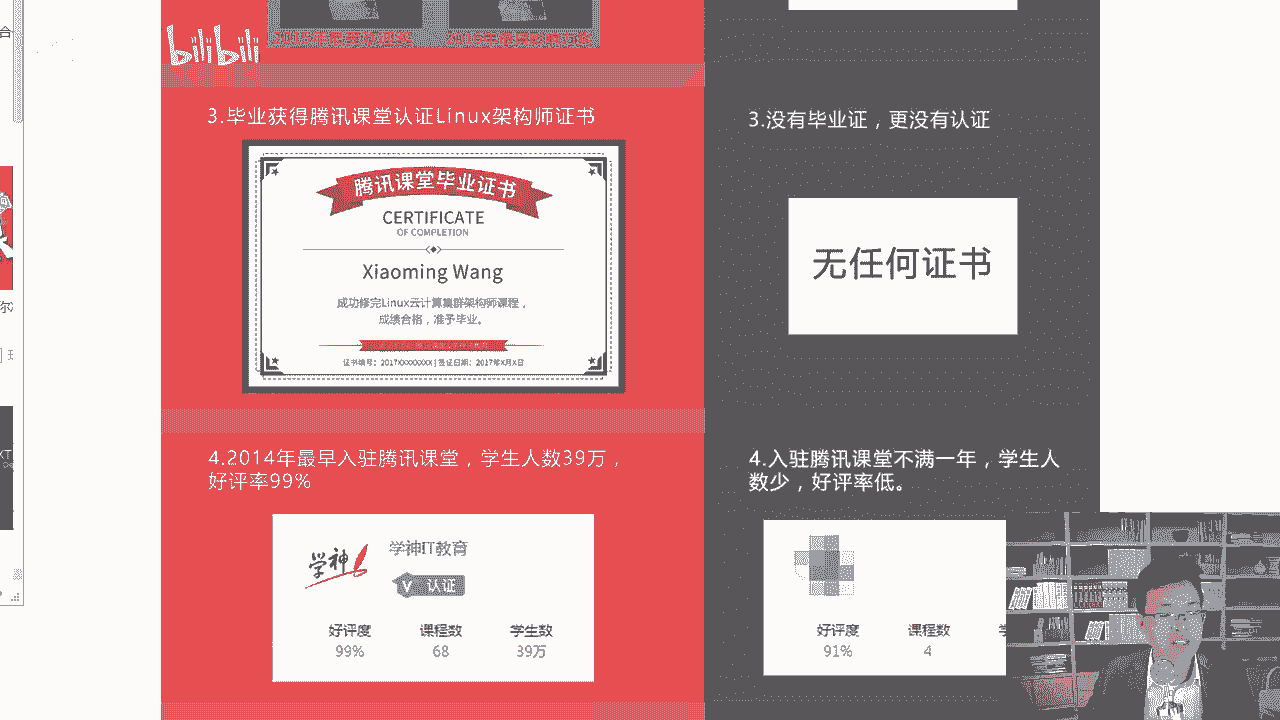 合
bilibili
3.毕业获得腾讯课堂认证Linux架构师证书
腾讯课堂毕业证书
CERTIFICATE
OF COMPLETION
Xiaoming Wang
成功修完Linux云计算集群架构师课程，
成绩合格，准予毕业。
证书编号：2017XXXXXXXX | 签证日期：2017年X月X日
4.2014年最早入驻腾讯课堂，学生人数39万，
好评率99%
学神
学神IT教育
V 认证
好评度 课程数 学生数
99% 68 39万
3.没有毕业证，更没有认证
无任何证书
4.入驻腾讯课堂不满一年，学生人
数少，好评率低。
好评度 课程数
91% 4